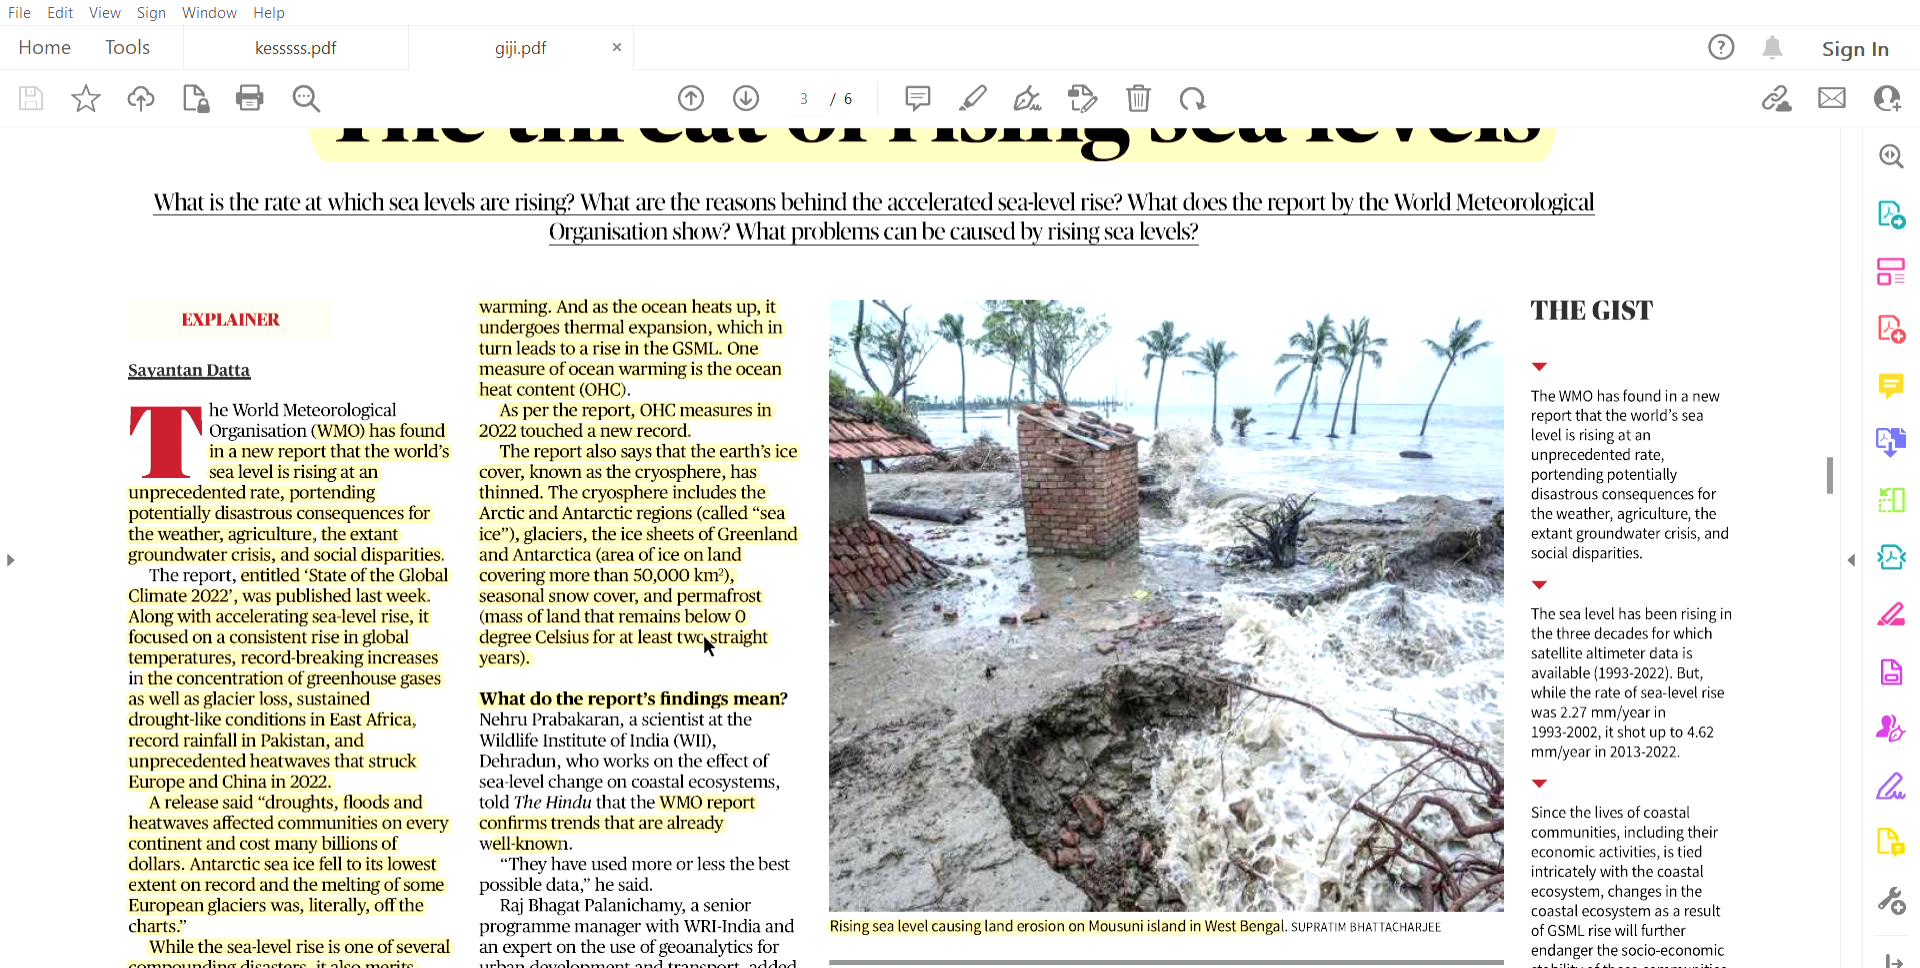 File Edit View Sign Window Help
Home Tools kesssss.pdf giji.pdf × Sign In
3 / 6
The threat of rising sea levels
What is the rate at which sea levels are rising? What are the reasons behind the accelerated sea-level rise? What does the report by the World Meteorological
Organisation show? What problems can be caused by rising sea levels?
EXPLAINER
Sayantan Datta
The World Meteorological
Organisation (WMO) has found
in a new report that the world's
sea level is rising at an
unprecedented rate, portending
potentially disastrous consequences for
the weather, agriculture, the extant
groundwater crisis, and social disparities.
The report, entitled 'State of the Global
Climate 2022', was published last week.
Along with accelerating sea-level rise, it
focused on a consistent rise in global
temperatures, record-breaking increases
in the concentration of greenhouse gases
as well as glacier loss, sustained
drought-like conditions in East Africa,
record rainfall in Pakistan, and
unprecedented heatwaves that struck
Europe and China in 2022.
A release said "droughts, floods and
heatwaves affected communities on every
continent and cost many billions of
dollars. Antarctic sea ice fell to its lowest
extent on record and the melting of some
European glaciers was, literally, off the
charts."
While the sea-level rise is one of several
compounding disasters, it also merits
warming. And as the ocean heats up, it
undergoes thermal expansion, which in
turn leads to a rise in the GSML. One
measure of ocean warming is the ocean
heat content (OHC).
As per the report, OHC measures in
2022 touched a new record.
The report also says that the earth's ice
cover, known as the cryosphere, has
thinned. The cryosphere includes the
Arctic and Antarctic regions (called "sea
ice"), glaciers, the ice sheets of Greenland
and Antarctica (area of ice on land
covering more than 50,000 km²),
seasonal snow cover, and permafrost
(mass of land that remains below 0
degree Celsius for at least two straight
years).
What do the report's findings mean?
Nehru Prabakaran, a scientist at the
Wildlife Institute of India (WII),
Dehradun, who works on the effect of
sea-level change on coastal ecosystems,
told The Hindu that the WMO report
confirms trends that are already
well-known.
"They have used more or less the best
possible data," he said.
Raj Bhagat Palanichamy, a senior
programme manager with WRI-India and
an expert on the use of geoanalytics for
urban development and transport, added
Rising sea level causing land erosion on Mousuni island in West Bengal. SUPRATIM BHATTACHARJEE
THE GIST
The WMO has found in a new
report that the world's sea
level is rising at an
unprecedented rate,
portending potentially
disastrous consequences for
the weather, agriculture, the
extant groundwater crisis, and
social disparities.
The sea level has been rising in
the three decades for which
satellite altimeter data is
available (1993-2022). But,
while the rate of sea-level rise
was 2.27 mm/year in
1993-2002, it shot up to 4.62
mm/year in 2013-2022.
Since the lives of coastal
communities, including their
economic activities, is tied
intricately with the coastal
ecosystem, changes in the
coastal ecosystem as a result
of GSML rise will further
endanger the socio-economic
stability of these communities